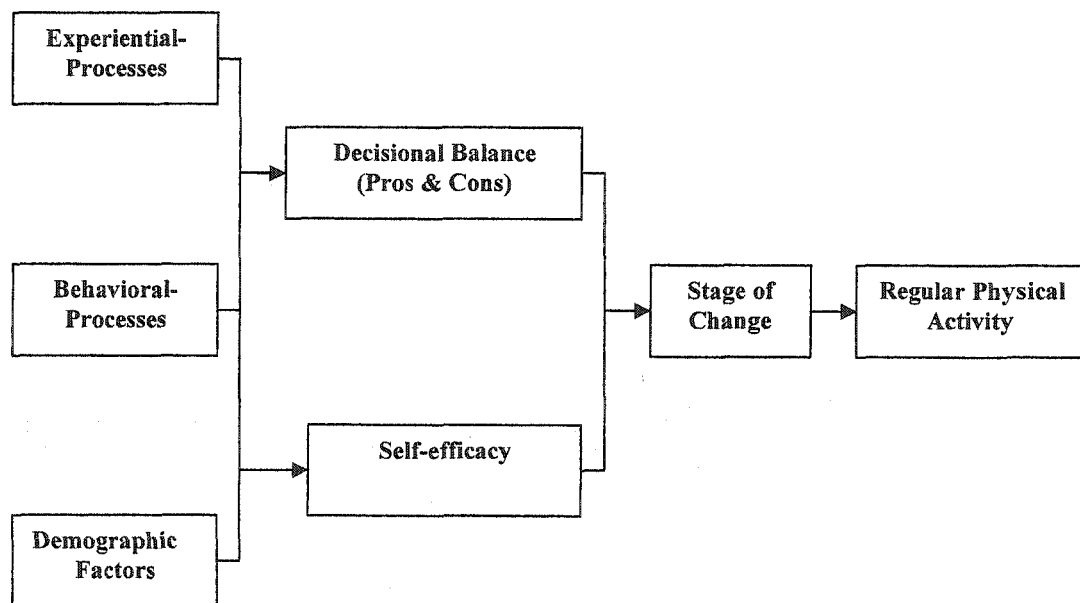 Experiential-
Processes
Decisional Balance
(Pros & Cons)
Behavioral-
Processes
Stage of
Change
Regular Physical
Activity
Self-efficacy
Demographic
Factors